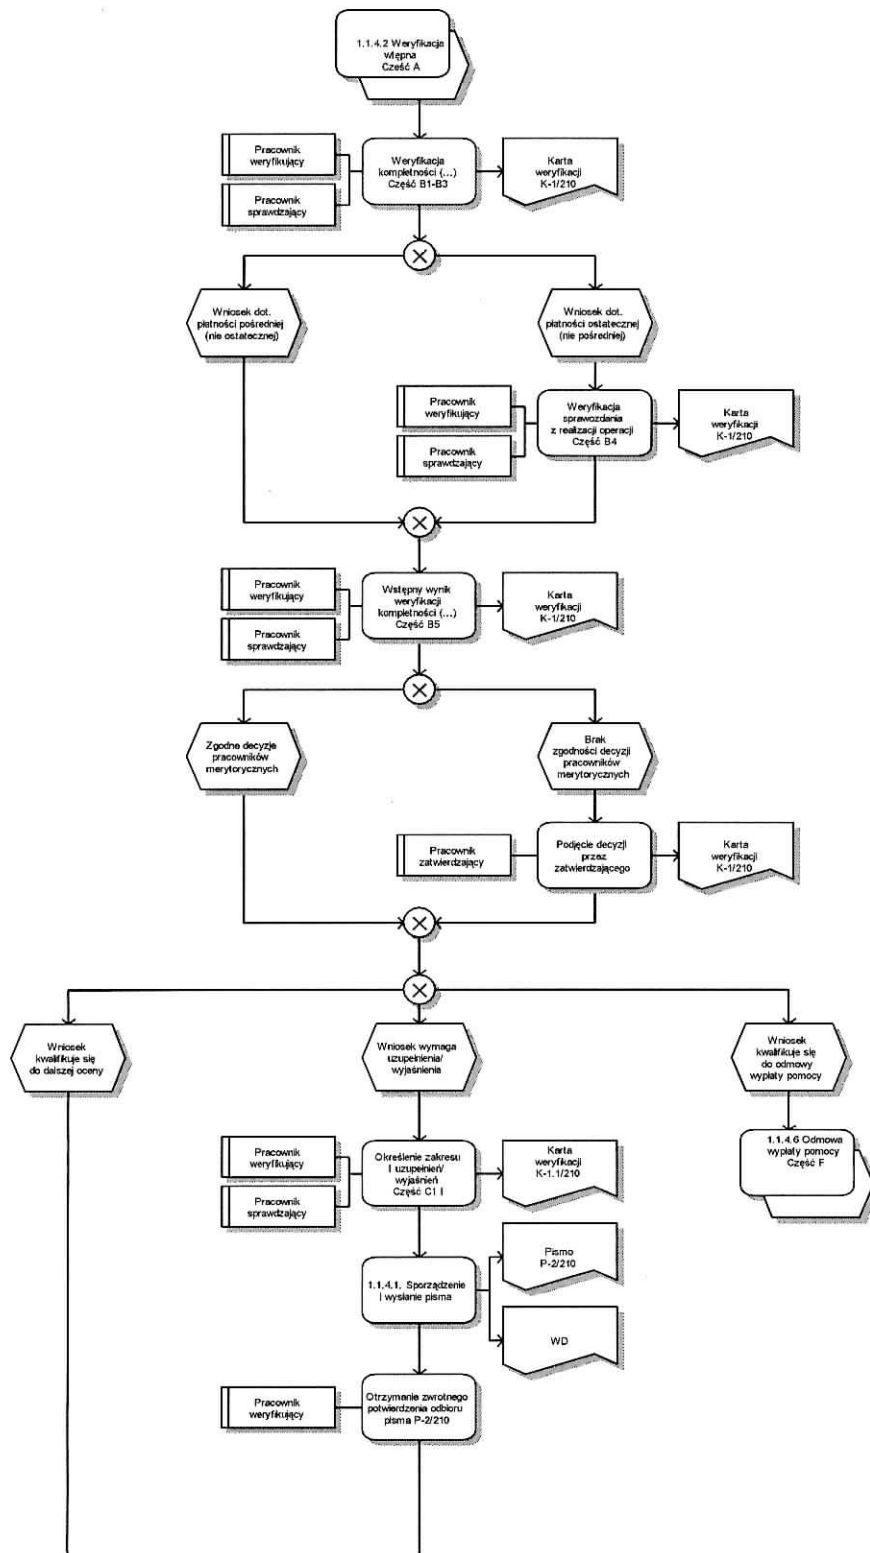 1.1.4.2 Weryfikacja
wtępna
Cześć A
Pracownik
weryfikujący
Pracownik
sprawdzający
Weryfikacja
kompletności (...)
Część B1-B3
Karta
weryfikacji
K-1/210
Wniosek dot.
płatności pośredniej
(nie ostatecznej)
Wniosek dot.
płatności ostatecznej
(nie pośredniej)
Pracownik
weryfikujący
Pracownik
sprawdzający
Weryfikacja
sprawozdania
z realizacji operacji
Część B4
Karta
weryfikacji
K-1/210
Pracownik
weryfikujący
Pracownik
sprawdzający
Wstępny wynik
weryfikacji
kompletności (...)
Część B5
Karta
weryfikacji
K-1/210
Zgodne decyzje
pracowników
merytorycznych
Brak
zgodności decyzji
pracowników
merytorycznych
Pracownik
zatwierdzający
Podjęcie decyzji
przez
zatwierdzającego
Karta
weryfikacji
K-1/210
Wniosek
kwalifikuje się
do dalszej oceny
Wniosek wymaga
uzupełnienia/
wyjaśnienia
Wniosek
kwalifikuje się
do odmowy
wypłaty pomocy
Pracownik
weryfikujący
Pracownik
sprawdzający
Określenie zakresu
I uzupełnień/
wyjaśnień
Część C1 I
Karta
weryfikacji
K-1.1/210
1.1.4.6 Odmowa
wypłaty pomocy
Część F
1.1.4.1. Sporządzenie
I wysłanie pisma
Pismo
P-2/210
WD
Pracownik
weryfikujący
Otrzymanie zwrotnego
potwierdzenia odbioru
pisma P-2/210